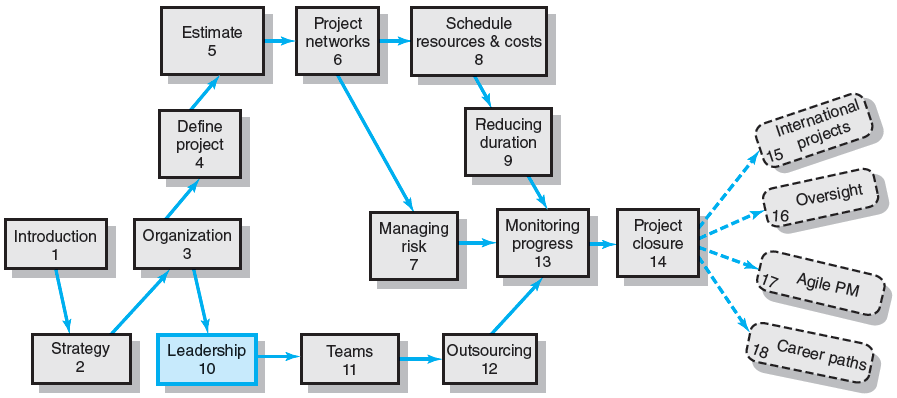 Introduction
1
Strategy
2
Organization
3
Define
project
4
Estimate
5
Project
networks
6
Managing
risk
7
Schedule
resources & costs
8
Reducing
duration
9
Leadership
10
Teams
11
Outsourcing
12
Monitoring
progress
13
Project
closure
14
International
projects
15
Oversight
16
Agile PM
17
Career paths
18